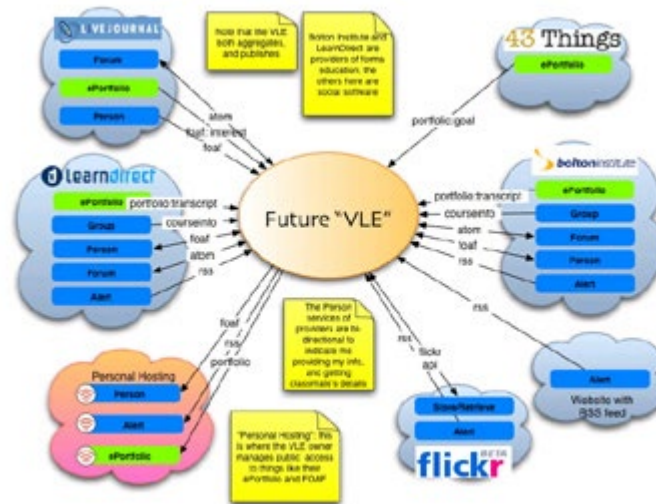 LIVEJOURNAL
Forum
ePortfolio
Person
Note that the VLE
both aggregates,
and publishes
Bolton Institute and
LearnDirect are
providers of forma
education; the
others here are
social software
43 Things
ePortfolio
atom
foaf: interest
foaf
portfolio:goal
learndirect
ePortfolio
Group
Person
Forum
Alert
portfolio:transcript
courseinfo
foaf
atom
rss
Future "VLE"
bolton institute
ePortfolio
Group
Forum
Person
Alert
portfolio:transcript
courseinfo
atom
foaf
rss
foaf
rss
portfolio
The Person
services of
providers are bi-
directional to
indicate me
providing my info,
and getting
classmate's details
rss
flickr
api
rss
Personal Hosting
Person
Alert
ePortfolio
"Personal Hosting": this
is where the VLE owner
manages public access
to things like their
ePortfolio and FOAF
Store/Retrieve
Alert
flickr
BETA
Alert
Website with
RSS feed